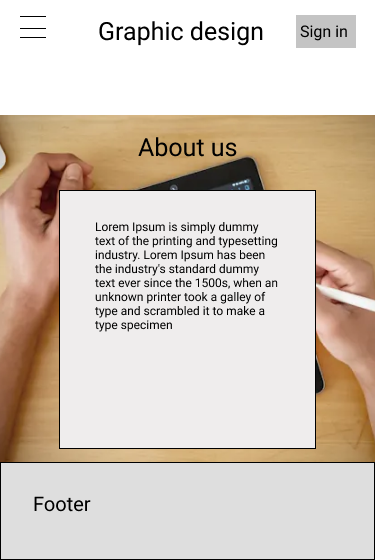 Graphic design
Sign in
About us
Lorem Ipsum is simply dummy
text of the printing and typesetting
industry. Lorem Ipsum has been
the industry's standard dummy
text ever since the 1500s, when an
unknown printer took a galley of
type and scrambled it to make a
type specimen
Footer